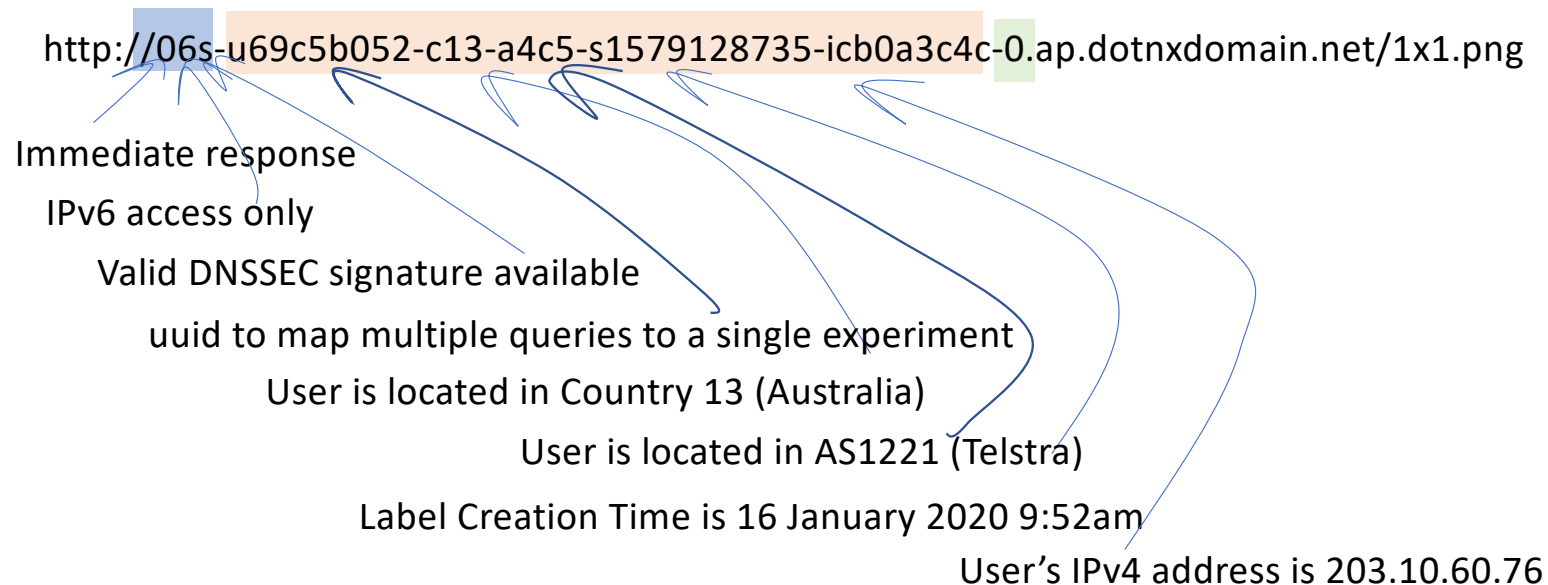 http://06s-u69c5b052-c13-a4c5-s1579128735-icb0a3c4c-0.ap.dotnxdomain.net/1x1.png
Immediate response
IPv6 access only
Valid DNSSEC signature available
uuid to map multiple queries to a single experiment
User is located in Country 13 (Australia)
User is located in AS1221 (Telstra)
Label Creation Time is 16 January 2020 9:52am
User’s IPv4 address is 203.10.60.76